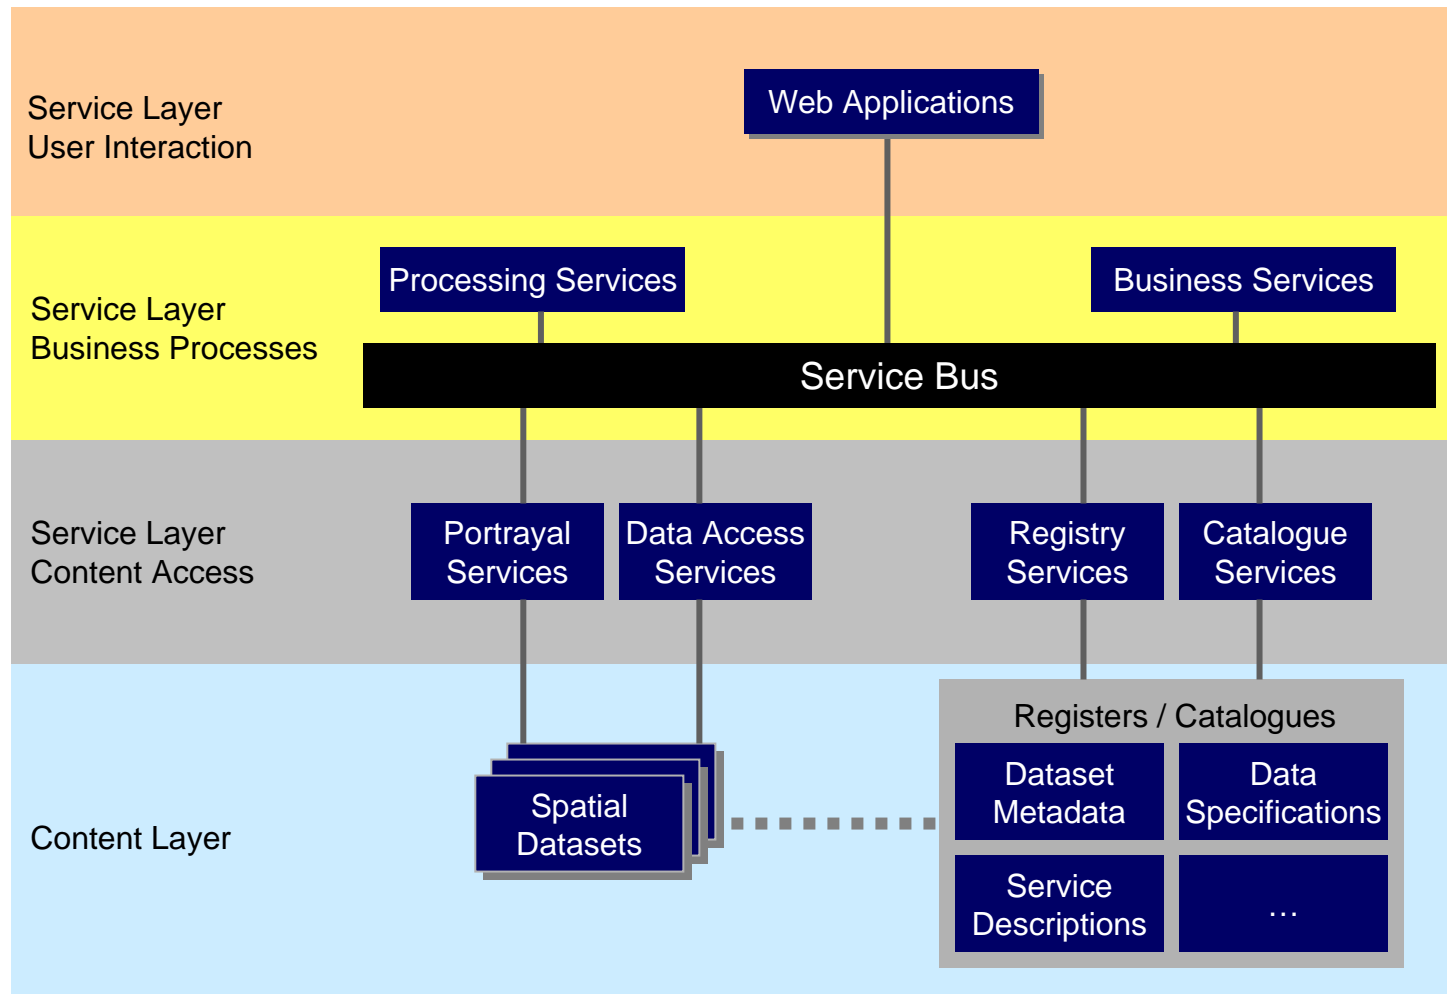 Service Layer
User Interaction
Web Applications
Service Layer
Business Processes
Processing Services
Business Services
Service Bus
Service Layer
Content Access
Portrayal
Services
Data Access
Services
Registry
Services
Catalogue
Services
Content Layer
Spatial
Datasets
Registers / Catalogues
Dataset
Metadata
Data
Specifications
Service
Descriptions
…